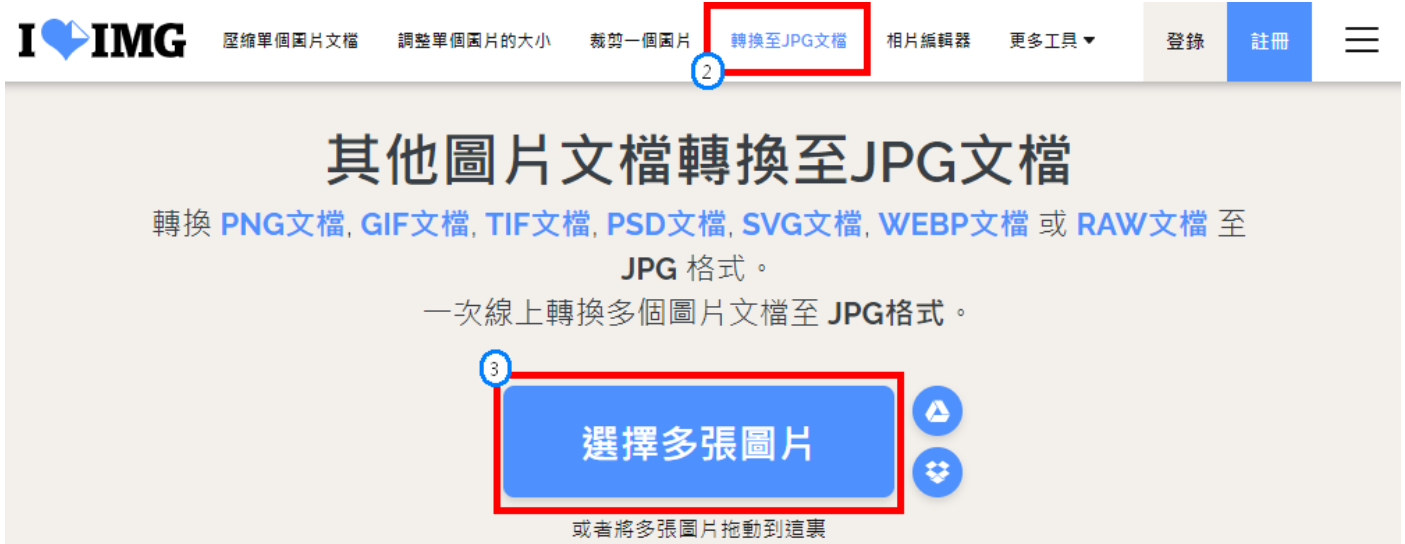 I IMG 壓縮單個圖片文檔 調整單個圖片的大小 裁剪一個圖片 轉換至JPG文檔 相片編輯器 更多工具 登錄 註冊
2
其他圖片文檔轉換至JPG文檔
轉換 PNG文檔, GIF文檔, TIF文檔, PSD文檔, SVG文檔, WEBP文檔 或 RAW文檔 至
JPG 格式。
一次線上轉換多個圖片文檔至 JPG格式。
3
選擇多張圖片
或者將多張圖片拖動到這裏